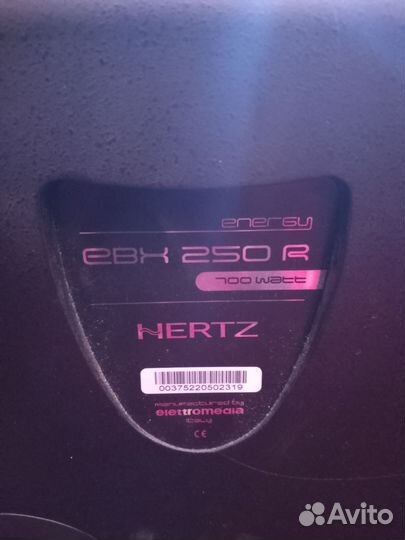 energy
EBX 250 R
700 watt
HERTZ
00375220502319
manufactured by
elettromedia
italy
CE
Avito